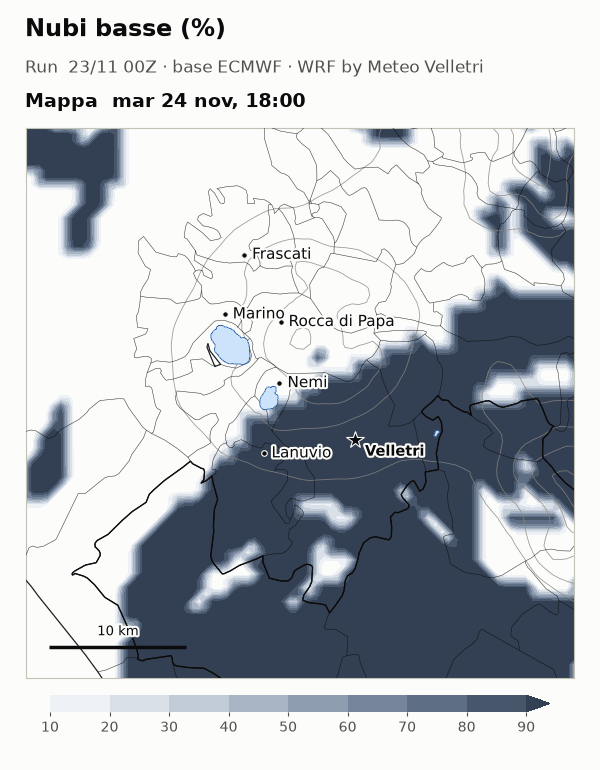 Nubi basse (%)
Run  23/11 00Z · base ECMWF · WRF by Meteo Velletri
Mappa  mar 24 nov, 18:00
Frascati
Marino
Rocca di Papa
Nemi
Velletri
Lanuvio
10 km
10 20 30 40 50 60 70 80 90